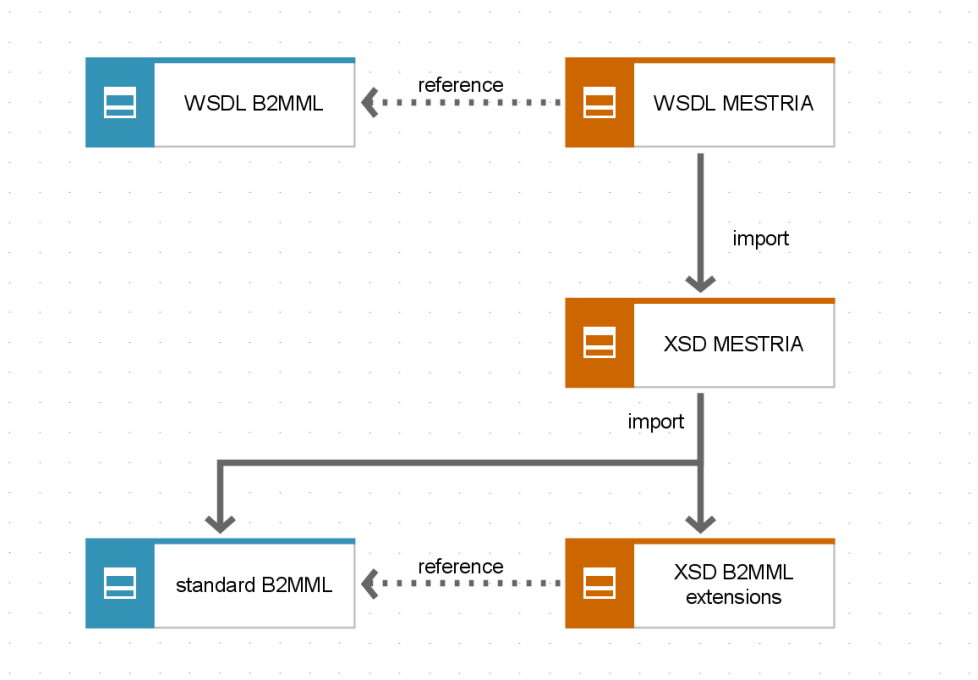 WSDL B2MML
reference
WSDL MESTRIA
import
XSD MESTRIA
import
standard B2MML
reference
XSD B2MML
extensions